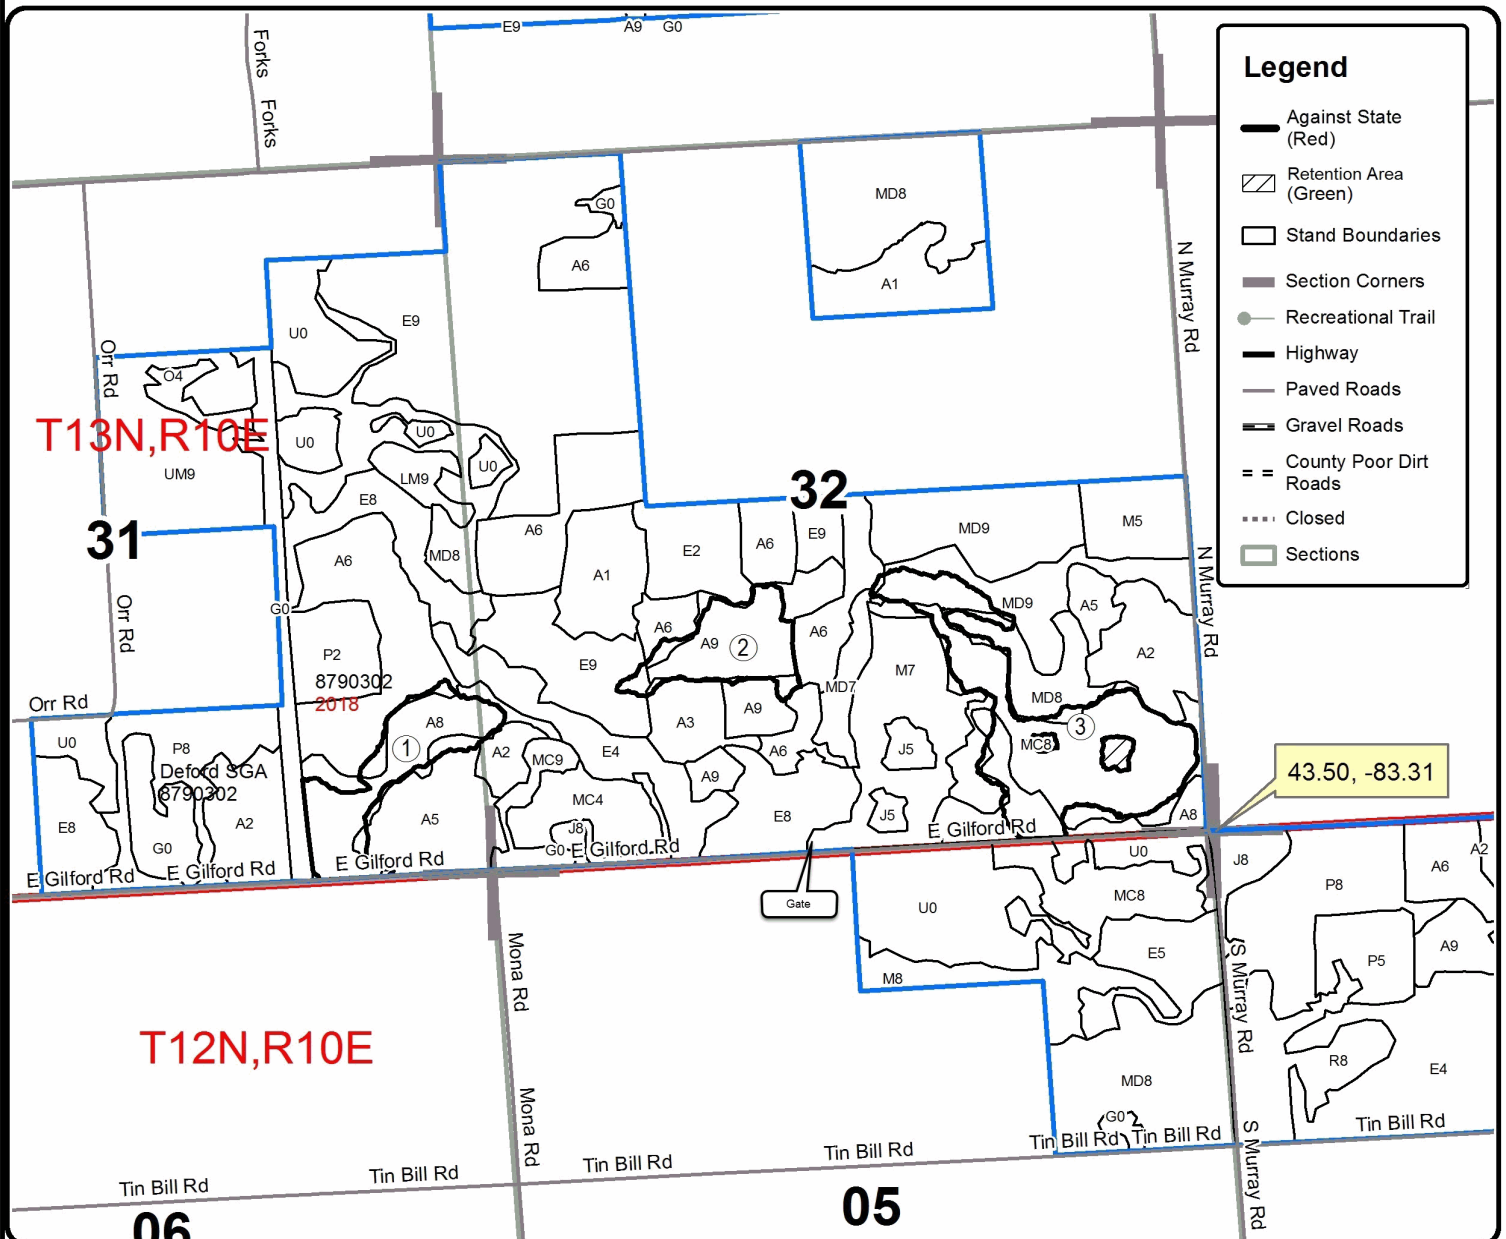 E9
A9
G0
Forks
Forks
Legend
Against State
(Red)
Retention Area
(Green)
Stand Boundaries
Section Corners
Recreational Trail
Highway
Paved Roads
Gravel Roads
County Poor Dirt
Roads
Closed
Sections
MD8
G0
A6
A1
N Murray Rd
U0
E9
Orr Rd
O4
T13N,R10E
U0
U0
U0
UM9
LM9
E8
32
31
A6
MD8
A6
A1
E2
A6
E9
MD9
M5
N Murray Rd
G0
Orr Rd
P2
8790302
2018
A6
A9
2
A6
MD9
A5
A2
E9
MD7
M7
MD8
Orr Rd
U0
P8
Deford SGA
8790302
A8
1
A2
MC9
E4
A3
A9
A6
J5
MC8
3
43.50, -83.31
A9
E8
A2
G0
A5
MC4
J8
G0
E8
J5
A8
E Gilford Rd
E Gilford Rd
E Gilford Rd
E Gilford Rd
E Gilford Rd
Gate
U0
J8
A6
A2
P8
MC8
U0
M8
E5
P5
A9
Mona Rd
S Murray Rd
T12N,R10E
MD8
R8
E4
G0
Mona Rd
Tin Bill Rd
Tin Bill Rd
Tin Bill Rd
Tin Bill Rd
Tin Bill Rd
Tin Bill Rd
Tin Bill Rd
S Murray Rd
05
06